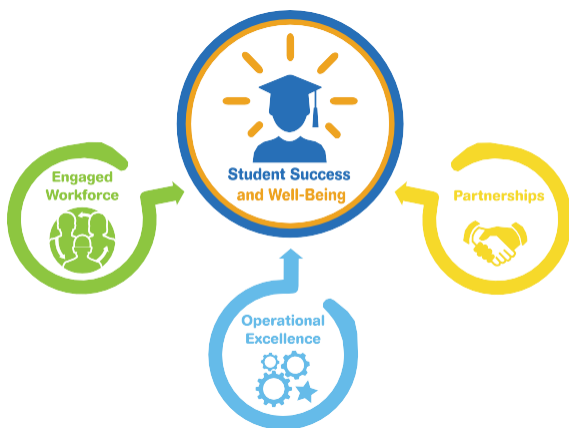 Student Success
and Well-Being
Engaged
Workforce
Partnerships
Operational
Excellence